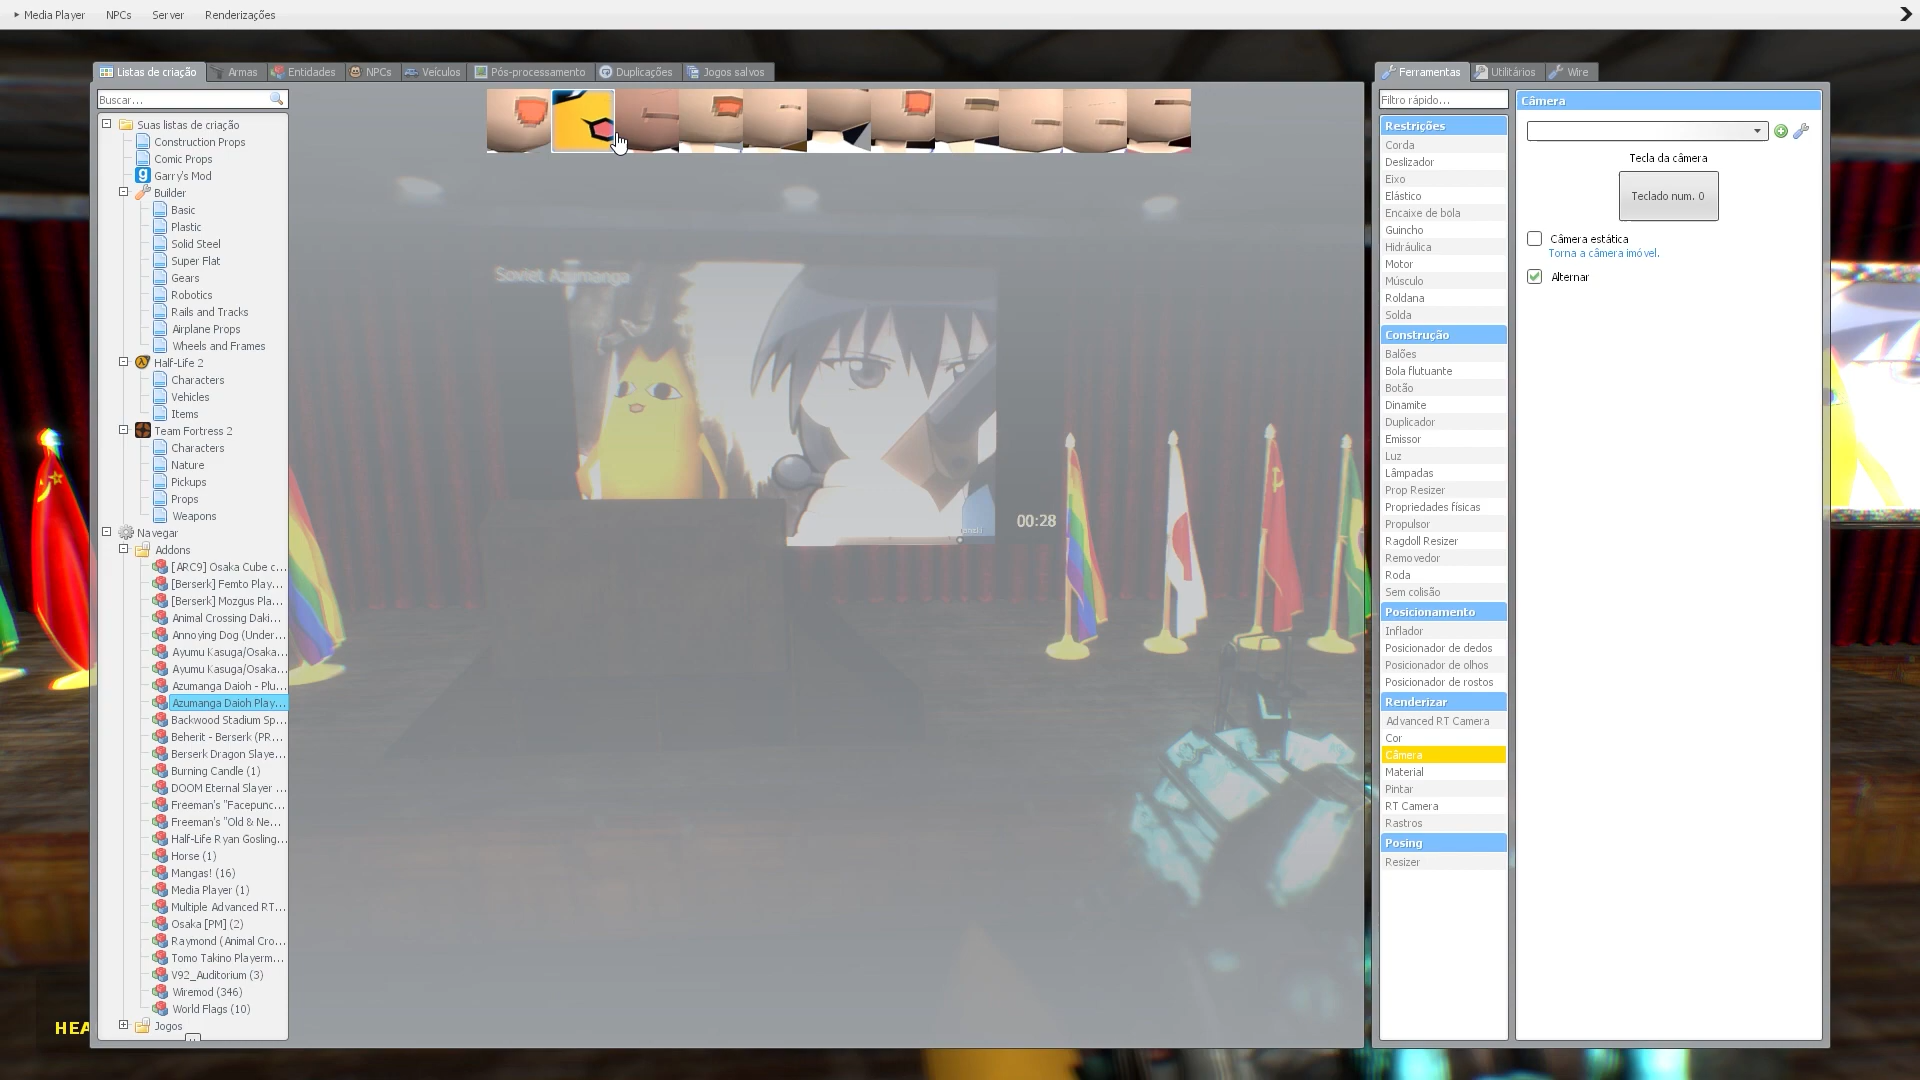 Media Player NPCs Server Renderizações
Listas de criação Armas Entidades NPCs Veículos Pós-processamento Duplicações Jogos salvos
Buscar...
Suas listas de criação
Construction Props
Comic Props
Garry's Mod
Builder
Basic
Plastic
Solid Steel
Super Flat
Gears
Robotics
Rails and Tracks
Airplane Props
Wheels and Frames
Half-Life 2
Characters
Vehicles
Items
Team Fortress 2
Characters
Nature
Pickups
Props
Weapons
Navegar
Addons
[ARC9] Osaka Cube c...
[Berserk] Femto Play...
[Berserk] Mozgus Pla...
Animal Crossing Daki...
Annoying Dog (Under...
Ayumu Kasuga/Osaka...
Ayumu Kasuga/Osaka...
Azumanga Daioh - Plu...
Azumanga Daioh Play...
Backwood Stadium Sp...
Beherit - Berserk (PR...
Berserk Dragon Slaye...
Burning Candle (1)
DOOM Eternal Slayer ...
Freeman's "Facepunc...
Freeman's "Old & Ne...
Half-Life Ryan Gosling...
Horse (1)
Mangas! (16)
Media Player (1)
Multiple Advanced RT...
Osaka [PM] (2)
Raymond (Animal Cro...
Tomo Takino Playerm...
V92_Auditorium (3)
Wiremod (346)
World Flags (10)
Jogos
HEA
Soviet Azumanga
00:28
Ferramentas Utilitários Wire
Filtro rápido...
Restrições
Corda
Deslizador
Eixo
Elástico
Encaixe de bola
Guincho
Hidráulica
Motor
Músculo
Roldana
Solda
Construção
Balões
Bola flutuante
Botão
Dinamite
Duplicador
Emissor
Luz
Lâmpadas
Prop Resizer
Propriedades físicas
Propulsor
Ragdoll Resizer
Removedor
Roda
Sem colisão
Posicionamento
Inflador
Posicionador de dedos
Posicionador de olhos
Posicionador de rostos
Renderizar
Advanced RT Camera
Cor
Câmera
Material
Pintar
RT Camera
Rastros
Posing
Resizer
Câmera
Tecla da câmera
Teclado num. 0
Câmera estática
Torna a câmera imóvel.
Alternar